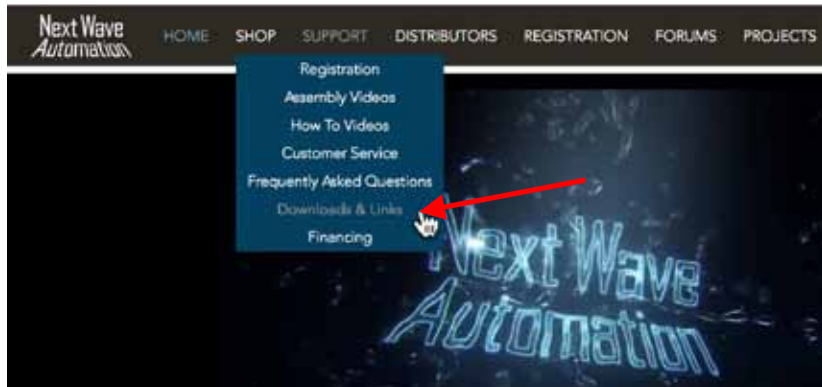 Next Wave
Automation
HOME SHOP SUPPORT DISTRIBUTORS REGISTRATION FORUMS PROJECTS
Registration
Assembly Videos
How To Videos
Customer Service
Frequently Asked Questions
Downloads & Links
Financing
Next Wave
Automation